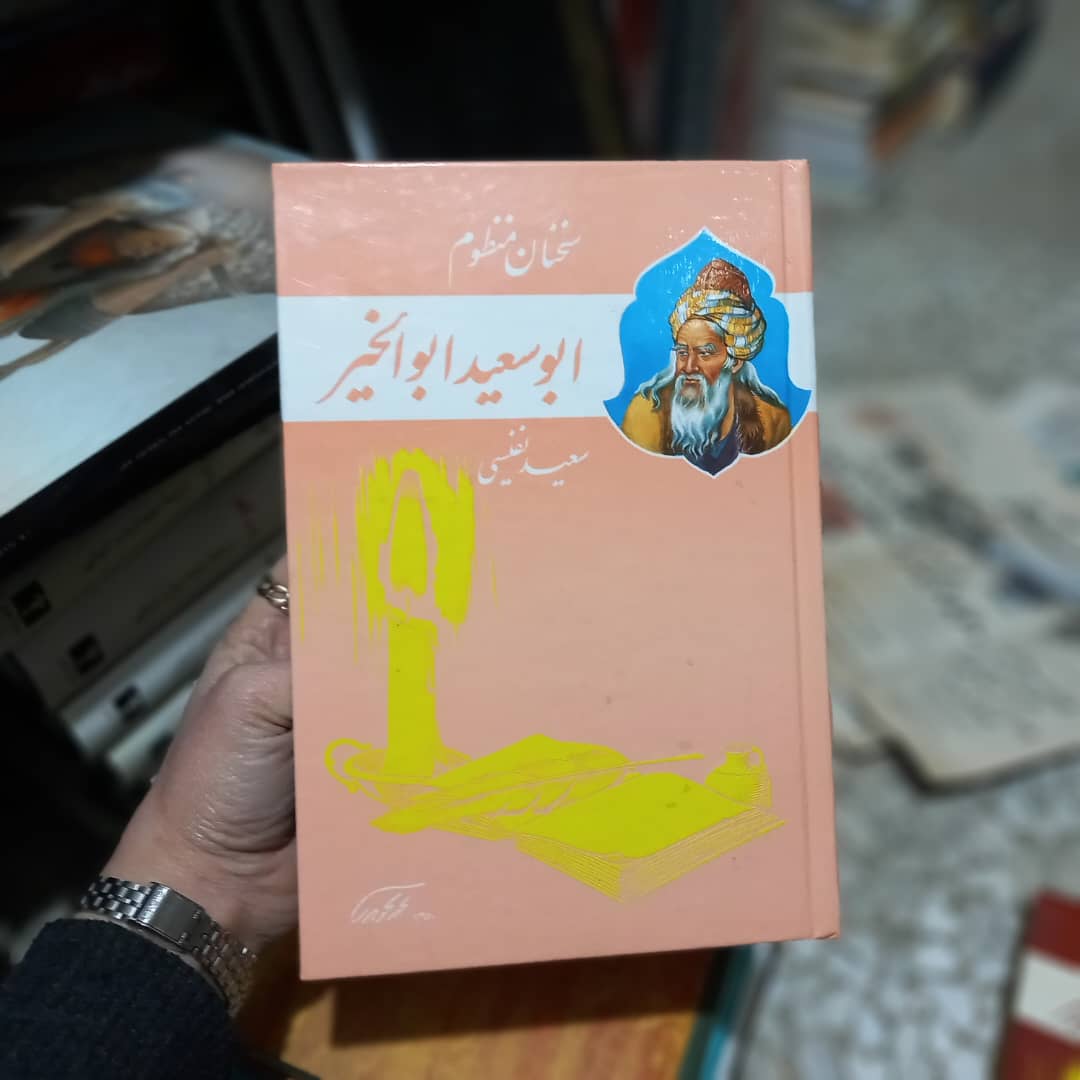 سخنان منظوم
ابوسعید ابوالخیر
سعید نفیسی